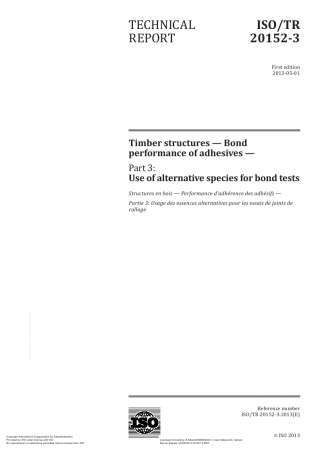 TECHNICAL
REPORT
ISO/TR
20152-3
First edition
2013-05-01
Timber structures — Bond
performance of adhesives —
Part 3:
Use of alternative species for bond tests
Structures en bois — Performance d'adhérence des adhésifs —
Partie 3: Usage des essences alternatives pour les essais de joints de
collage
Reference number
ISO/TR 20152-3:2013(E)
ISO
© ISO 2013